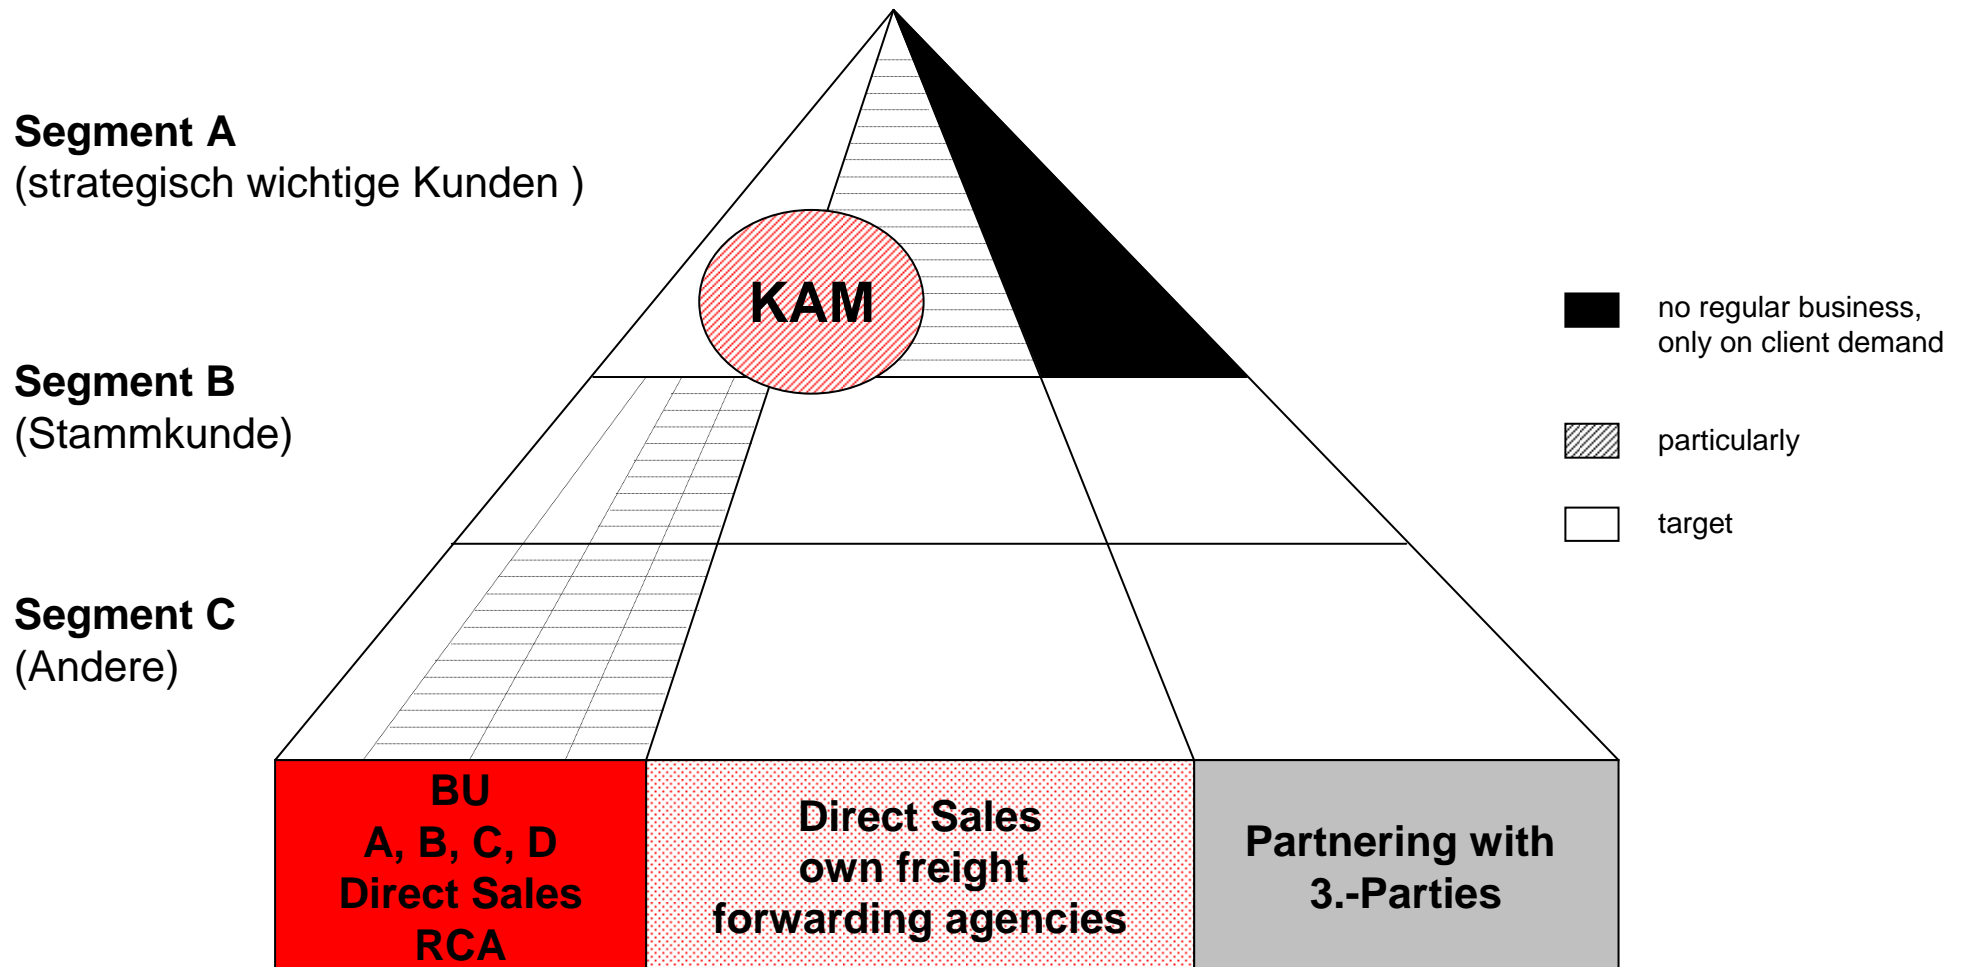 Segment A
(strategisch wichtige Kunden )
KAM
Segment B
(Stammkunde)
Segment C
(Andere)
no regular business,
only on client demand
particularly
target
BU
A, B, C, D
Direct Sales
RCA
Direct Sales
own freight
forwarding agencies
Partnering with
3.-Parties